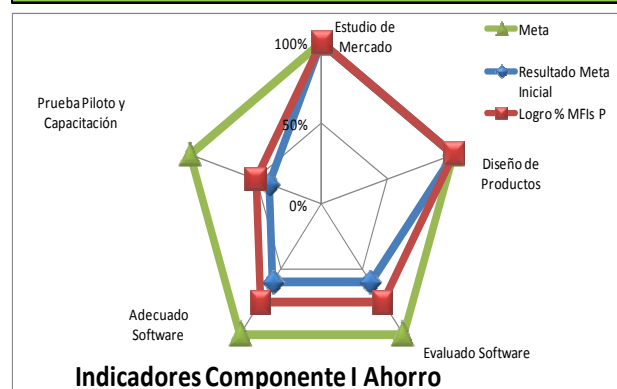 Estudio de
Mercado
100%
50%
0%
Meta
Resultado Meta
Inicial
Logro % MFIs P
Prueba Piloto y
Capacitación
Diseño de
Productos
Adecuado
Software
Evaluado Software
Indicadores Componente I Ahorro